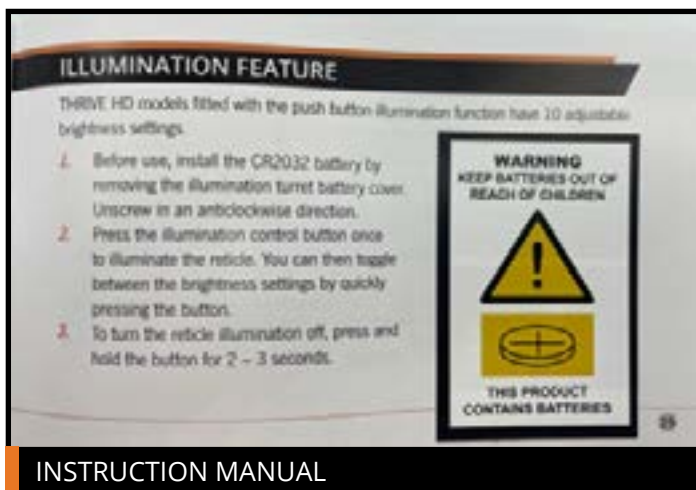 ILLUMINATION FEATURE
THRIVE HD models fitted with the push button illumination function have 10 adjustable
brightness settings.
1. Before use, install the CR2032 battery by
removing the illumination turret battery cover.
Unscrew in an anticlockwise direction.
2. Press the illumination control button once
to illuminate the reticle. You can then toggle
between the brightness settings by quickly
pressing the button.
3. To turn the reticle illumination off, press and
hold the button for 2 – 3 seconds.
WARNING
KEEP BATTERIES OUT OF
REACH OF CHILDREN
THIS PRODUCT
CONTAINS BATTERIES
INSTRUCTION MANUAL